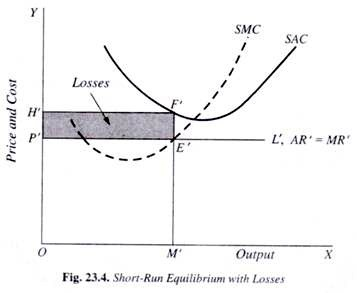 Y
SMC
SAC
Losses
F'
H'
P'
E'
L', AR' = MR'
Price and Cost
O
M'
Output
X
Fig. 23.4. Short-Run Equilibrium with Losses